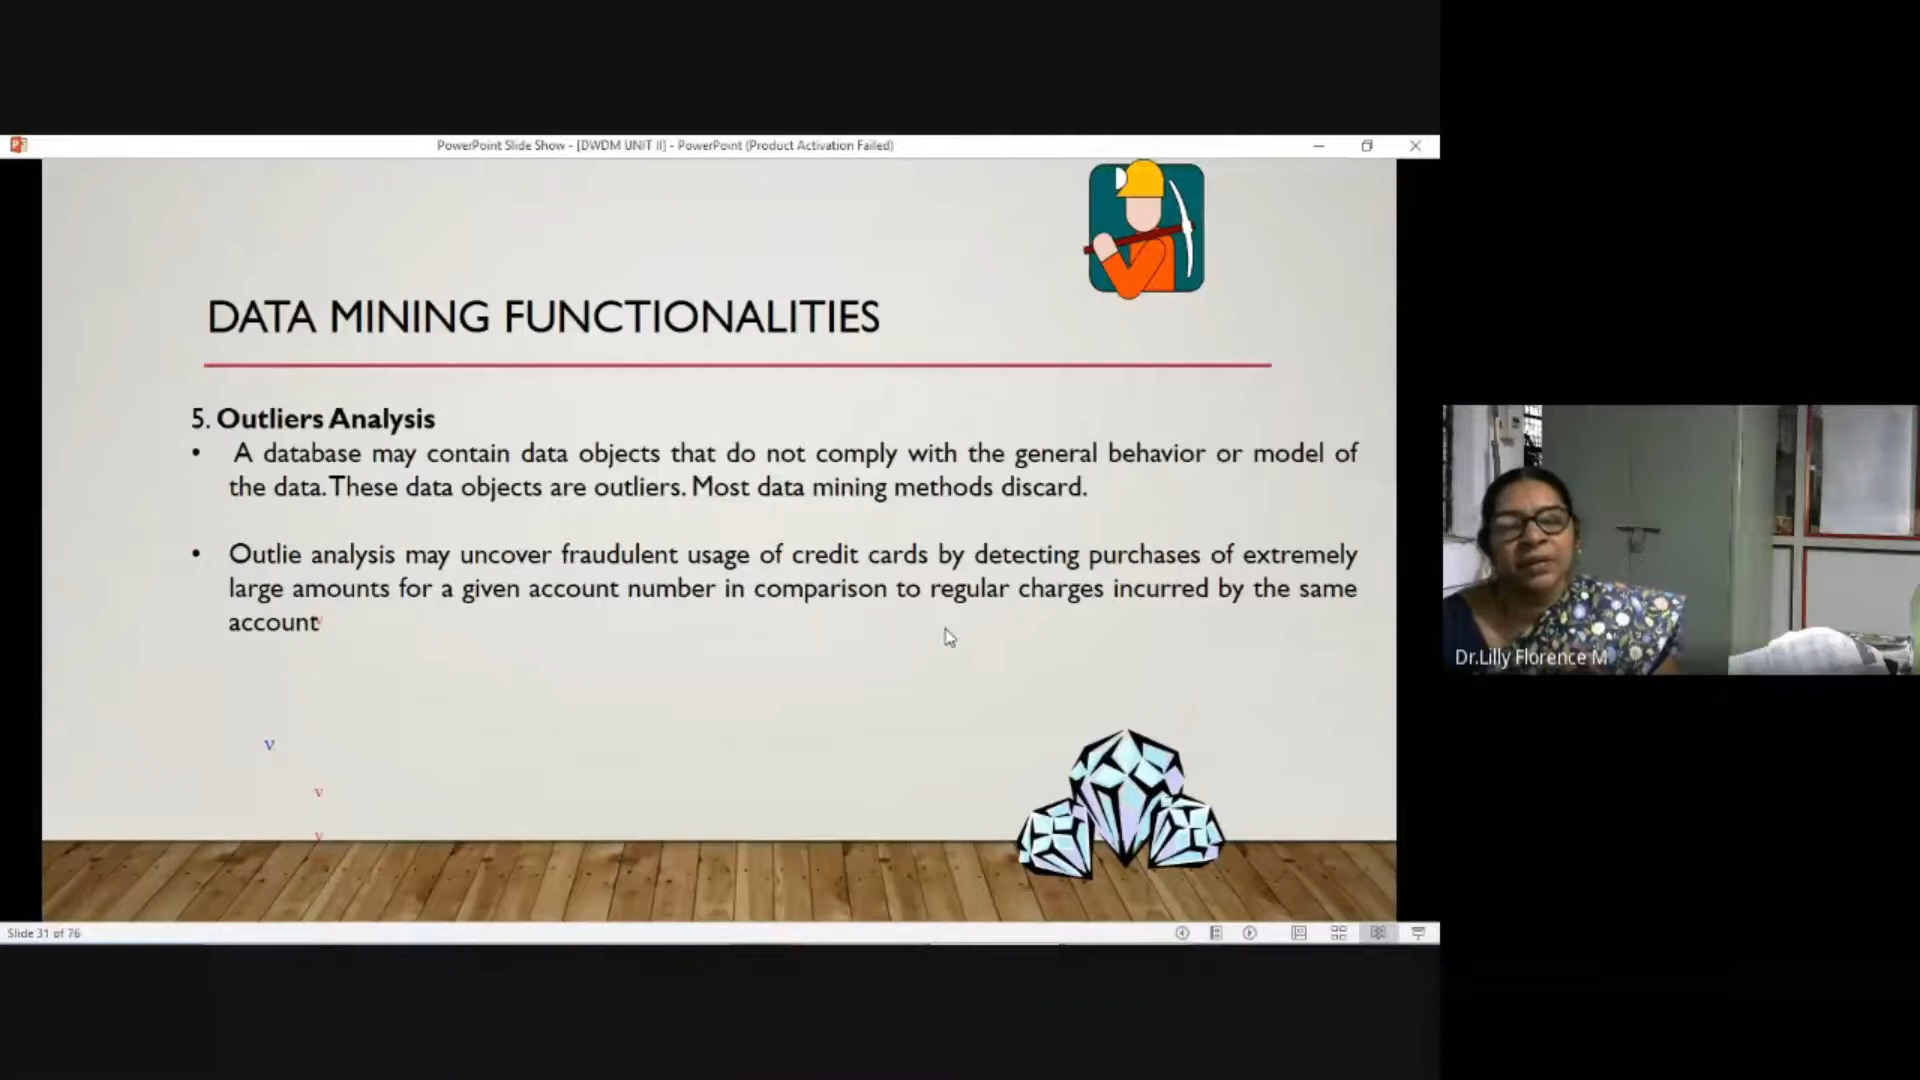 PowerPoint Slide Show - [DWDM UNIT II] - PowerPoint (Product Activation Failed)
DATA MINING FUNCTIONALITIES
5. Outliers Analysis
• A database may contain data objects that do not comply with the general behavior or model of
the data. These data objects are outliers. Most data mining methods discard.
• Outlie analysis may uncover fraudulent usage of credit cards by detecting purchases of extremely
large amounts for a given account number in comparison to regular charges incurred by the same
account
v
v
v
v
Dr.Lilly Florence M
Slide 31 of 76